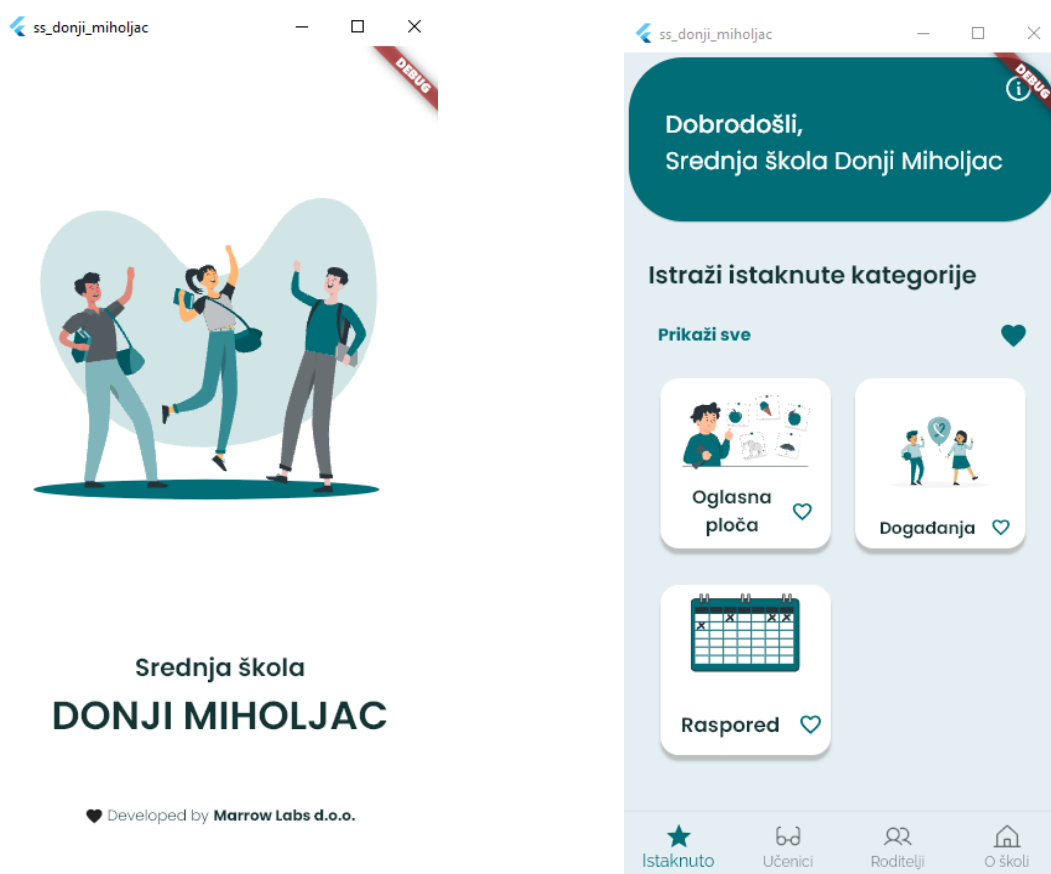 ss_donji_miholjac
DEBUG
Srednja škola
DONJI MIHOLJAC
Developed by Marrow Labs d.o.o.
ss_donji_miholjac
DEBUG
Dobrodošli,
Srednja škola Donji Miholjac
Istraži istaknute kategorije
Prikaži sve
Oglasna
ploča
Događanja
Raspored
Istaknuto
Učenici
Roditelji
O školi